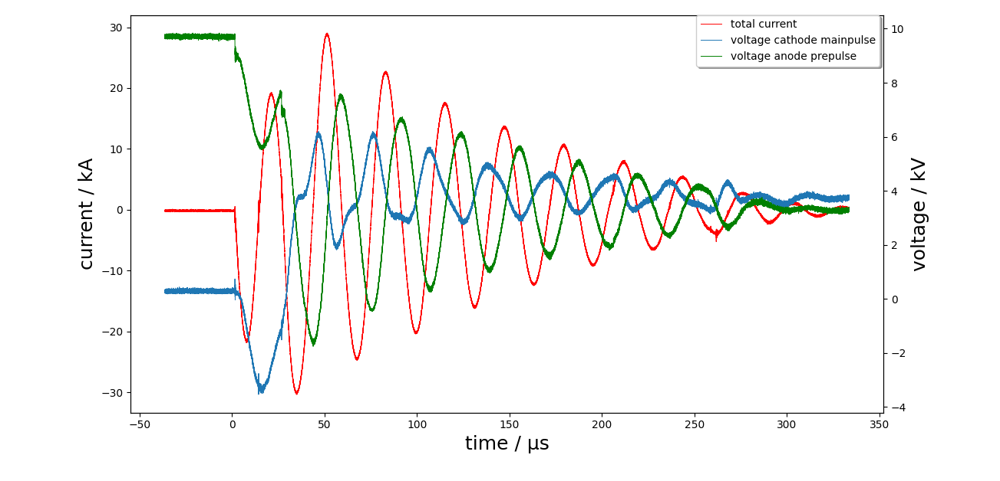 total current
voltage cathode mainpulse
voltage anode prepulse
30
20
10
0
−10
−20
−30
current / kA
10
8
6
4
2
0
−2
−4
voltage / kV
−50 0 50 100 150 200 250 300 350
time / µs